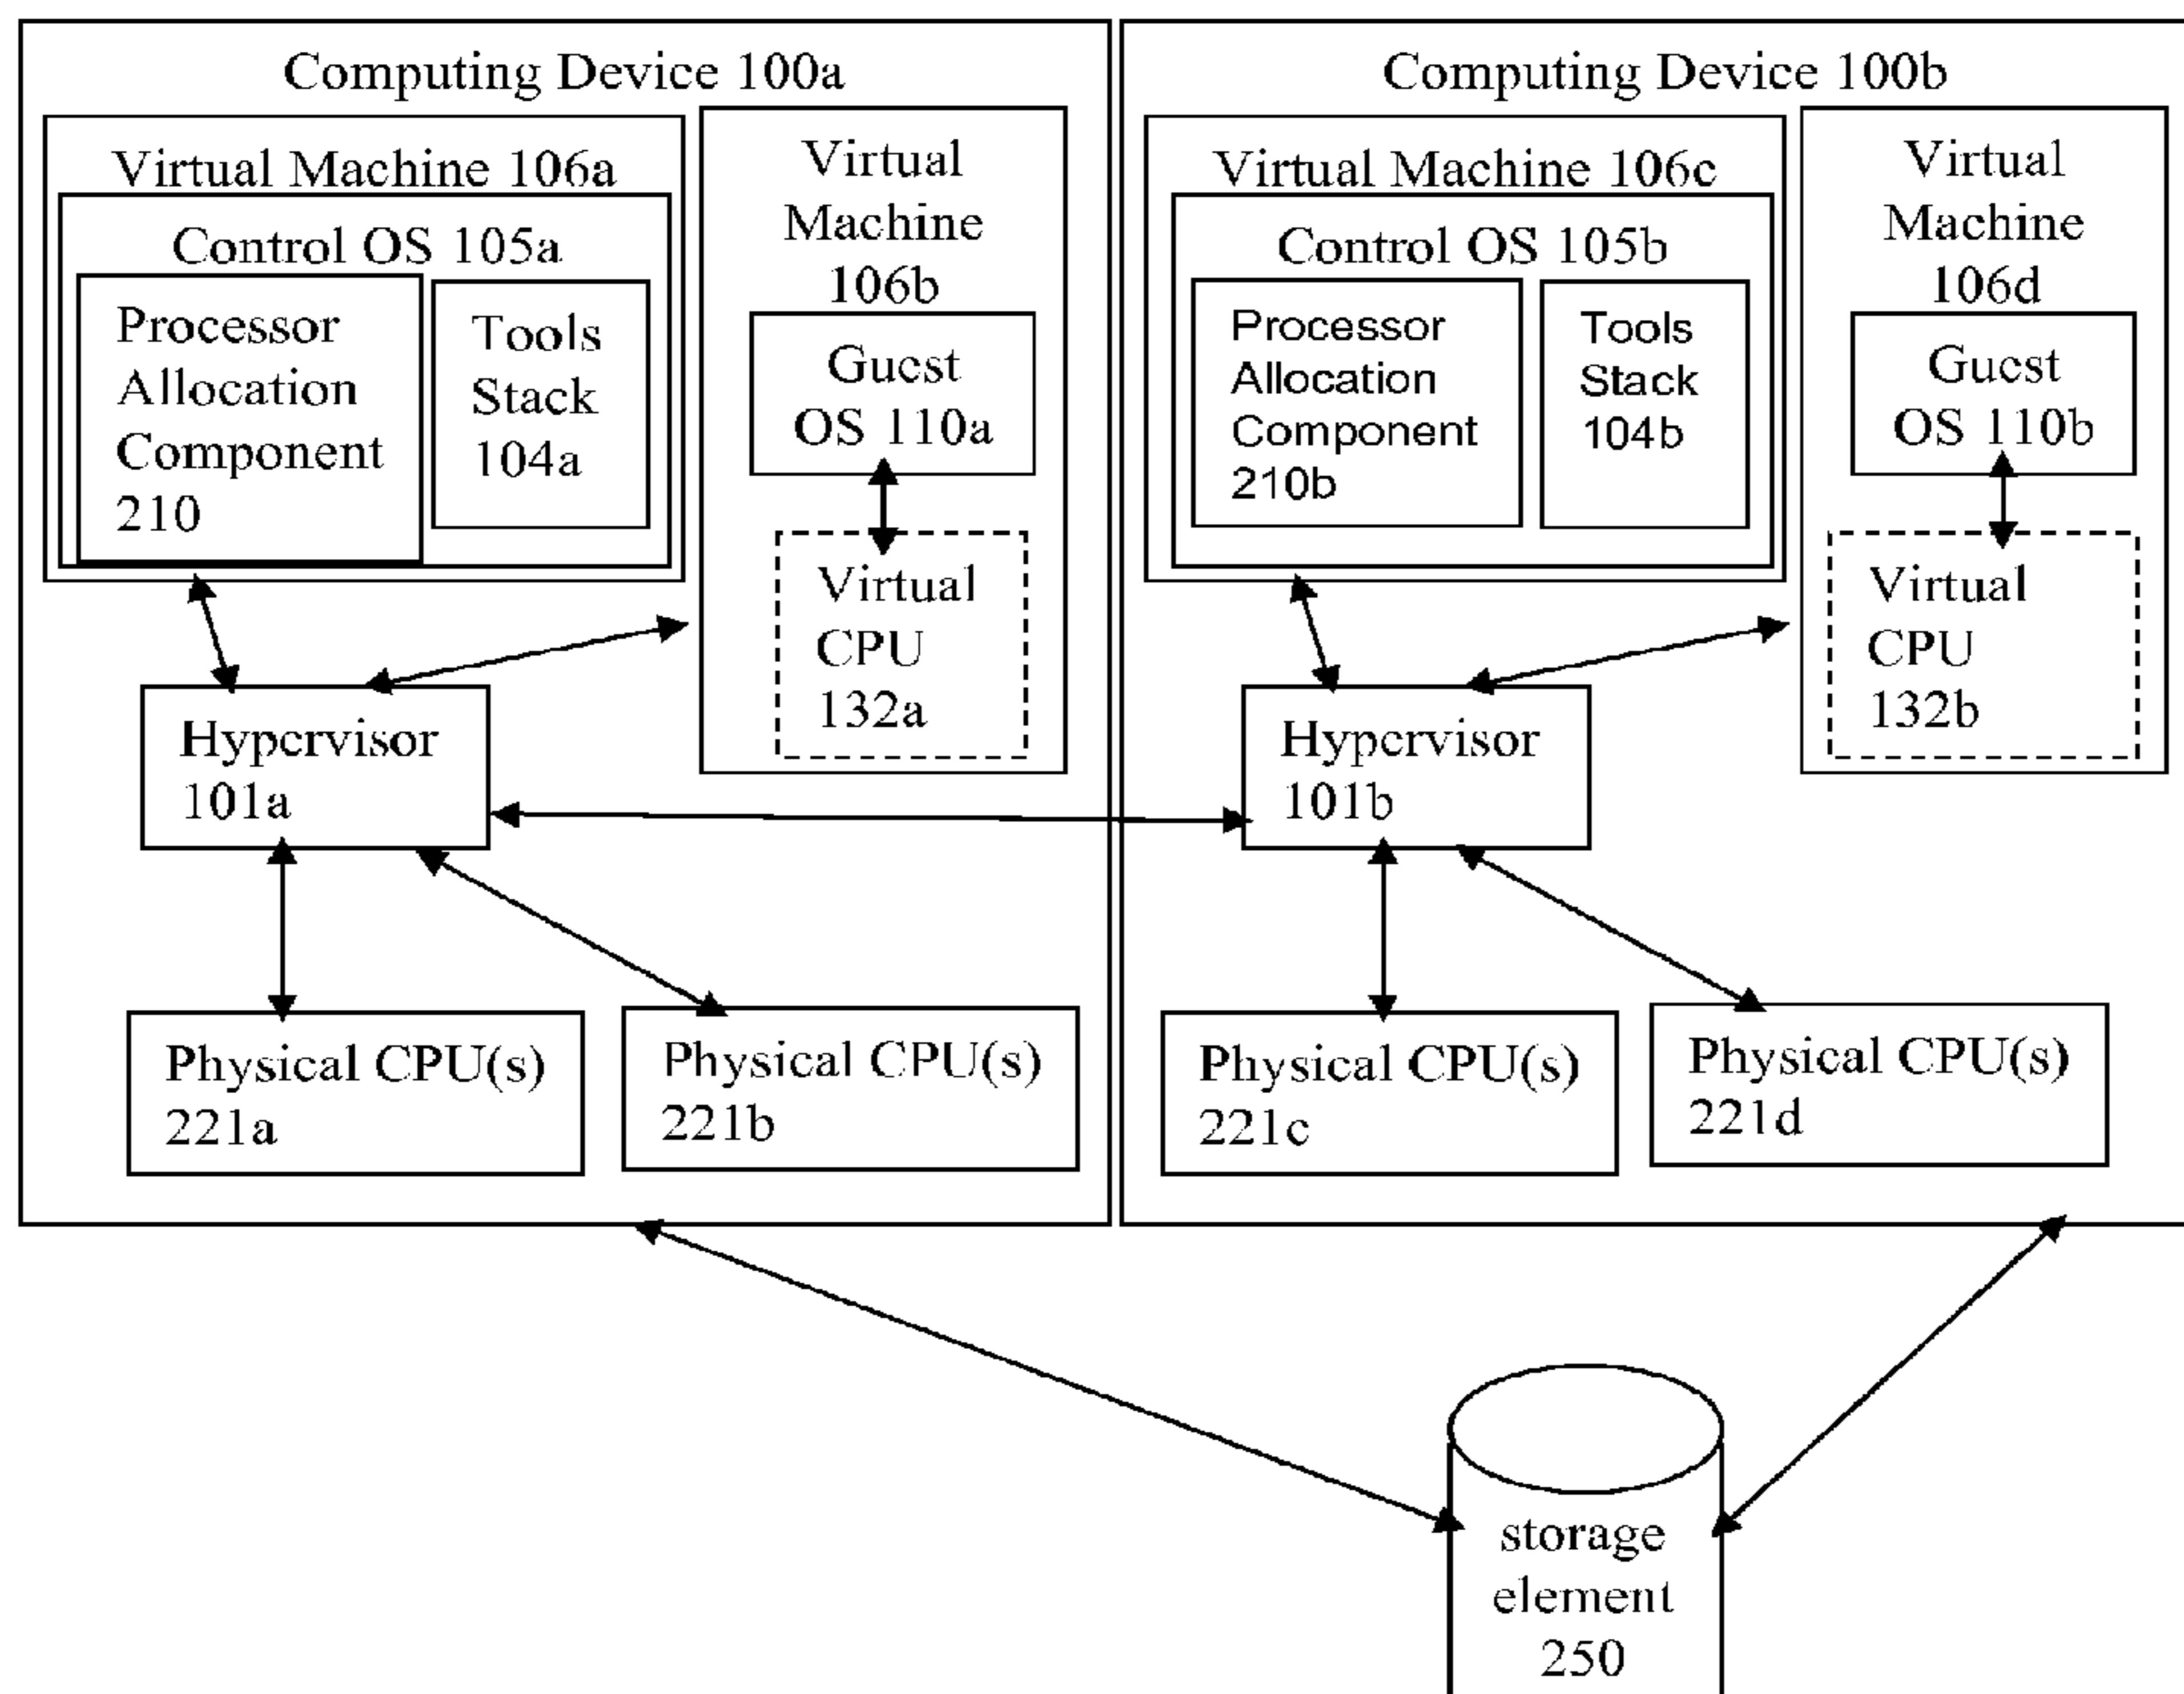 Computing Device 100a
Virtual Machine 106a
Control OS 105a
Processor
Allocation
Component
210
Tools
Stack
104a
Virtual
Machine
106b
Guest
OS 110a
Virtual
CPU
132a
Hypervisor
101a
Physical CPU(s)
221a
Physical CPU(s)
221b
Computing Device 100b
Virtual Machine 106c
Control OS 105b
Processor
Allocation
Component
210b
Tools
Stack
104b
Virtual
Machine
106d
Guest
OS 110b
Virtual
CPU
132b
Hypervisor
101b
Physical CPU(s)
221c
Physical CPU(s)
221d
storage
element
250